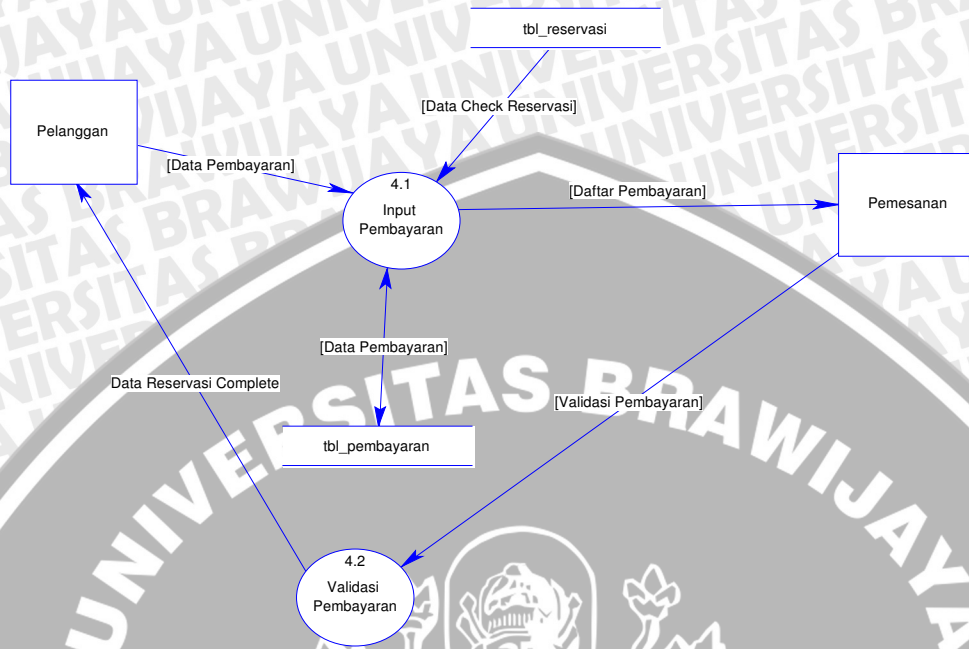 tbl_reservasi
[Data Check Reservasi]
Pelanggan
[Data Pembayaran]
4.1
Input
Pembayaran
[Daftar Pembayaran]
Pemesanan
[Data Pembayaran]
Data Reservasi Complete
[Validasi Pembayaran]
tbl_pembayaran
4.2
Validasi
Pembayaran
UNIVERSITAS BRAWIJAYA